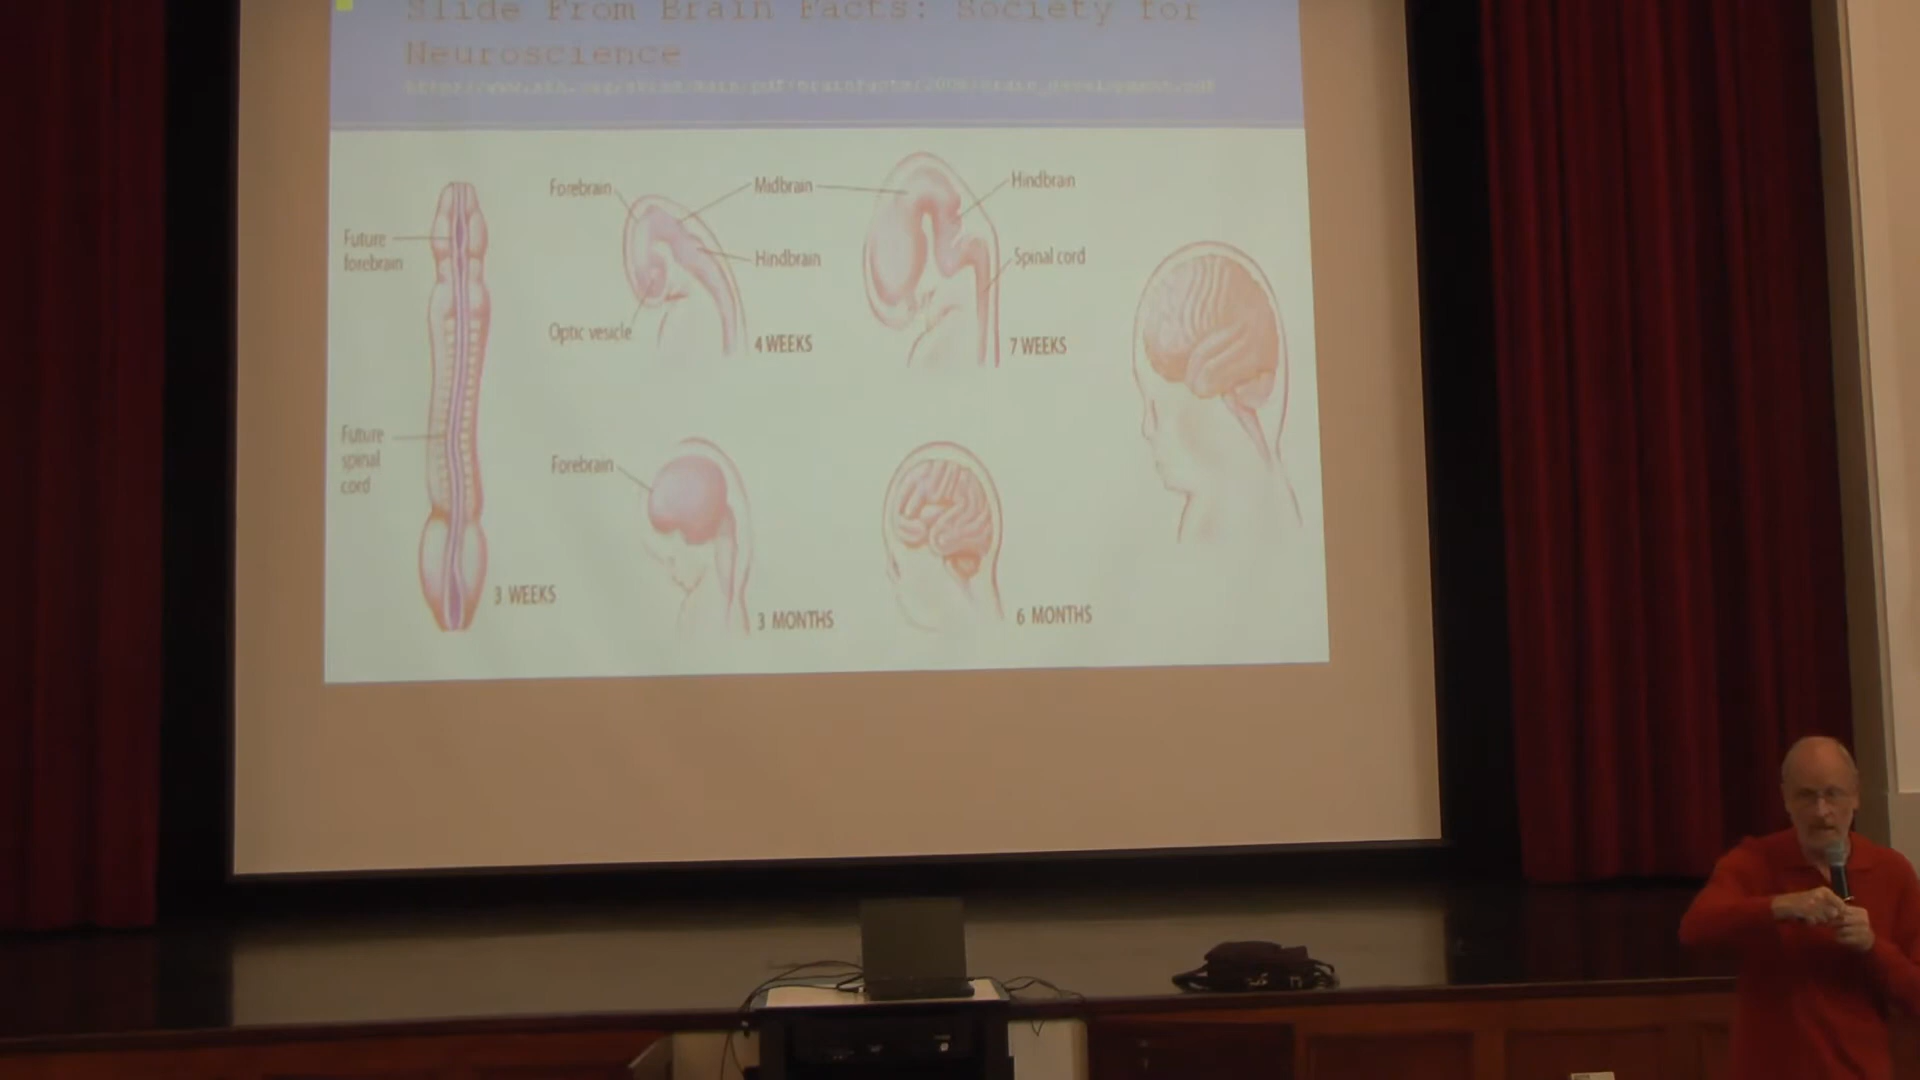 Slide From Brain Facts: Society for
Neuroscience
Future
forebrain
Future
spinal
cord
3 WEEKS
Forebrain
Midbrain
Hindbrain
Optic vesicle
4 WEEKS
Hindbrain
Spinal cord
7 WEEKS
Forebrain
3 MONTHS
6 MONTHS